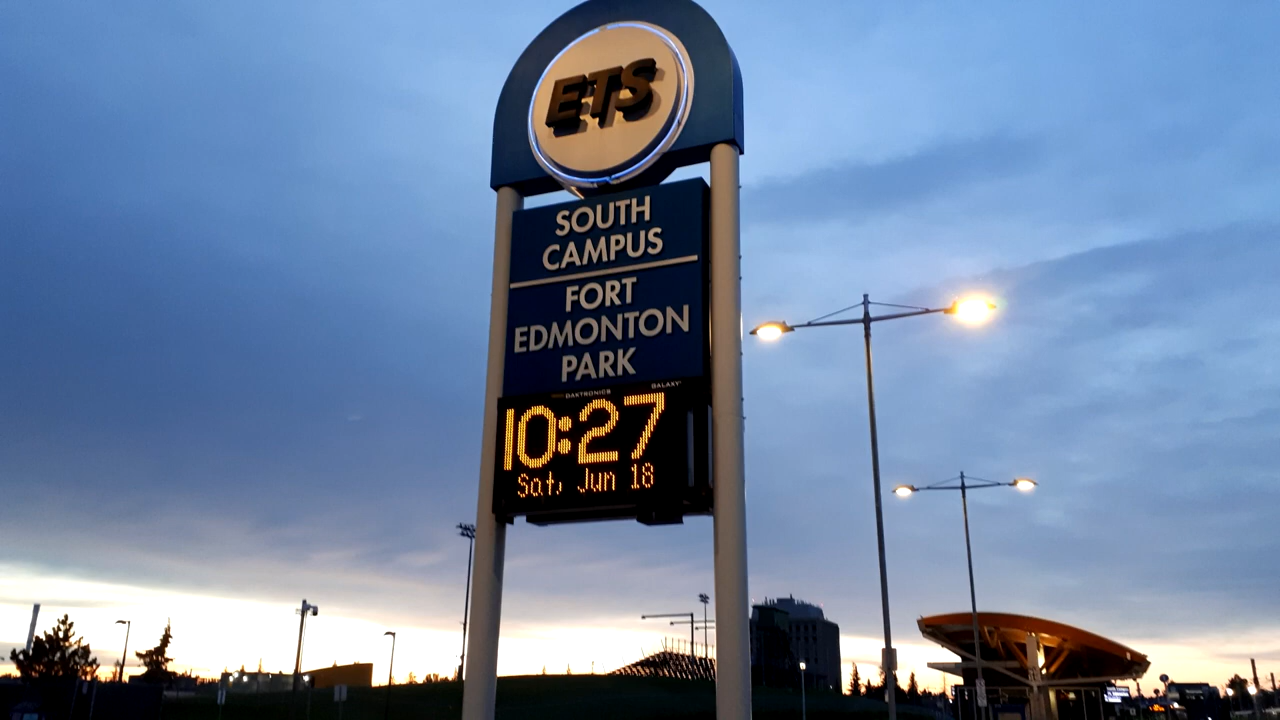 ETS
SOUTH
CAMPUS
FORT
EDMONTON
PARK
DAKTRONICS GALAXY
10:27
Sat, Jun 18